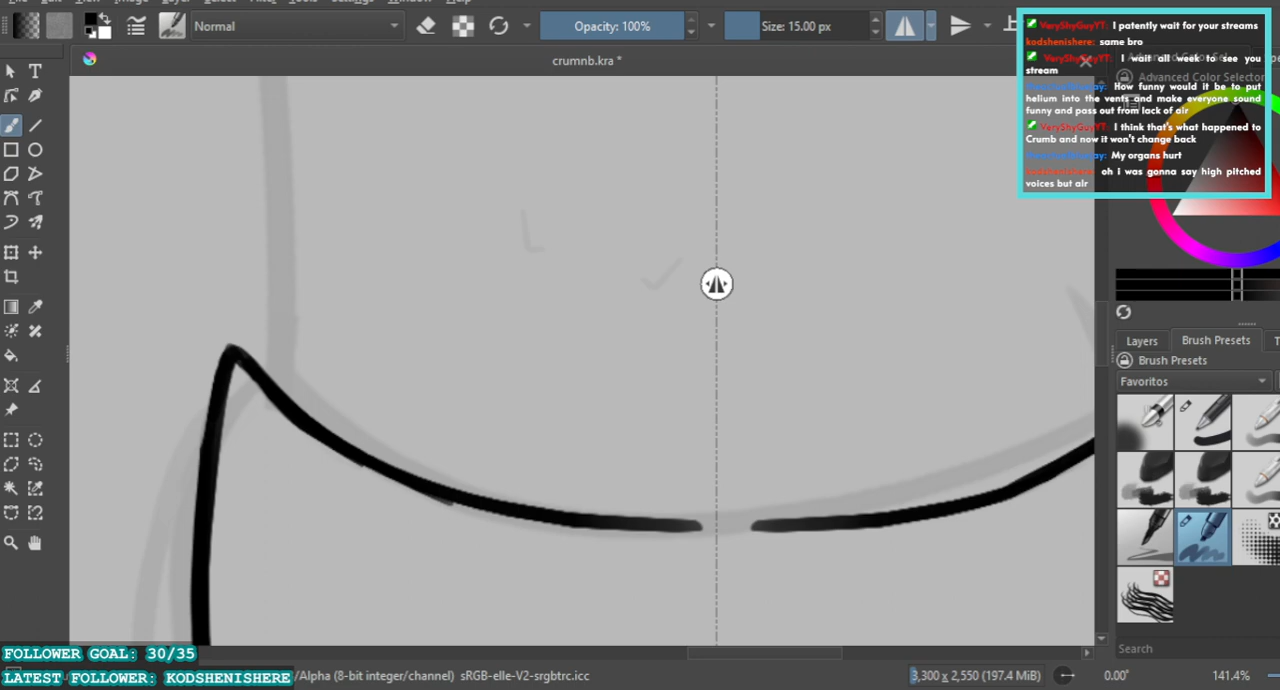 Normal
Opacity: 100%
Size: 15.00 px
crumnb.kra *
VeryShyGuyYT: I patently wait for your streams
kodshenishere: same bro
VeryShyGuyYT: I wait all week to see you
stream
How funny would it be to put
helium into the vents and make everyone sound
funny and pass out from lack of air
VeryShyGuyYT: I think that's what happened to
Crumb and now it won't change back
My organs hurt
kodshenishere: oh i was gonna say high pitched
voices but alr
Advanced Color Selector
Layers
Brush Presets
Brush Presets
Favoritos
Search
FOLLOWER GOAL: 30/35
LATEST FOLLOWER: KODSHENISHERE
/Alpha (8-bit integer/channel) sRGB-elle-V2-srgbtrc.icc
3,300 x 2,550 (197.4 MiB)
0.00°
141.4%